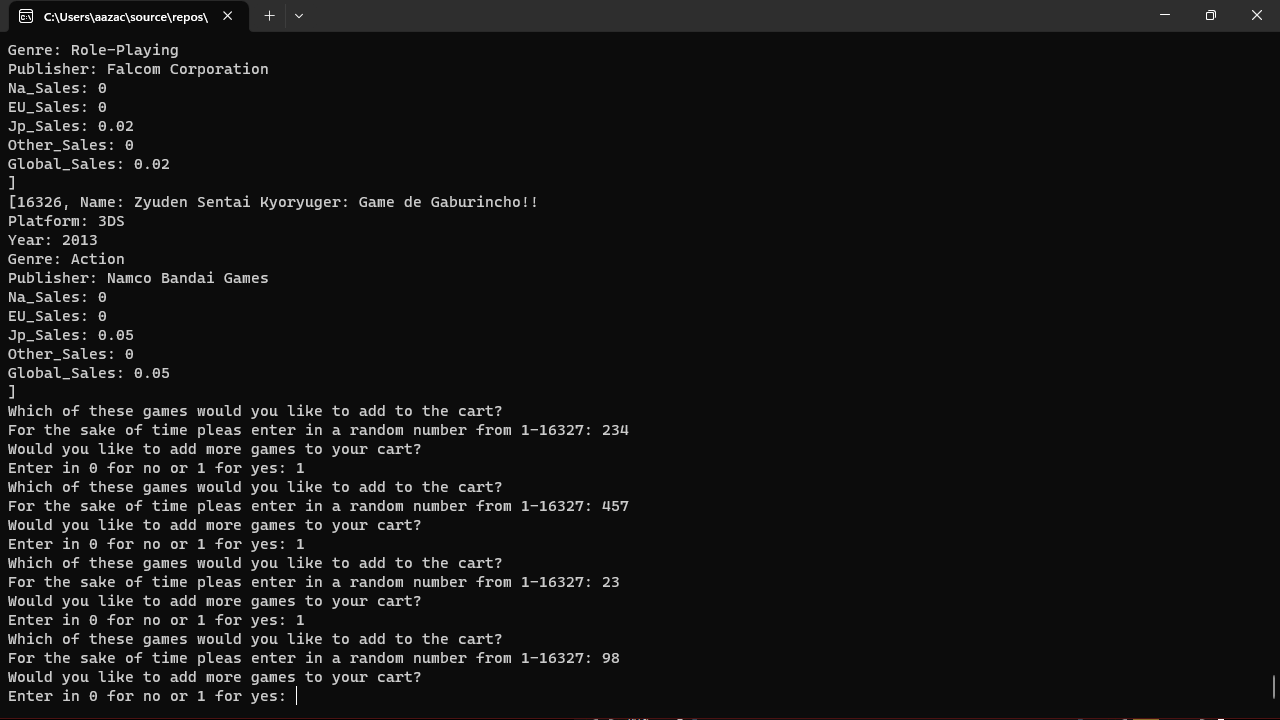 C:\Users\aazac\source\repos\
Genre: Role-Playing
Publisher: Falcom Corporation
Na_Sales: 0
EU_Sales: 0
Jp_Sales: 0.02
Other_Sales: 0
Global_Sales: 0.02
]
[16326, Name: Zyuden Sentai Kyoryuger: Game de Gaburincho!!
Platform: 3DS
Year: 2013
Genre: Action
Publisher: Namco Bandai Games
Na_Sales: 0
EU_Sales: 0
Jp_Sales: 0.05
Other_Sales: 0
Global_Sales: 0.05
]
Which of these games would you like to add to the cart?
For the sake of time pleas enter in a random number from 1-16327: 234
Would you like to add more games to your cart?
Enter in 0 for no or 1 for yes: 1
Which of these games would you like to add to the cart?
For the sake of time pleas enter in a random number from 1-16327: 457
Would you like to add more games to your cart?
Enter in 0 for no or 1 for yes: 1
Which of these games would you like to add to the cart?
For the sake of time pleas enter in a random number from 1-16327: 23
Would you like to add more games to your cart?
Enter in 0 for no or 1 for yes: 1
Which of these games would you like to add to the cart?
For the sake of time pleas enter in a random number from 1-16327: 98
Would you like to add more games to your cart?
Enter in 0 for no or 1 for yes: